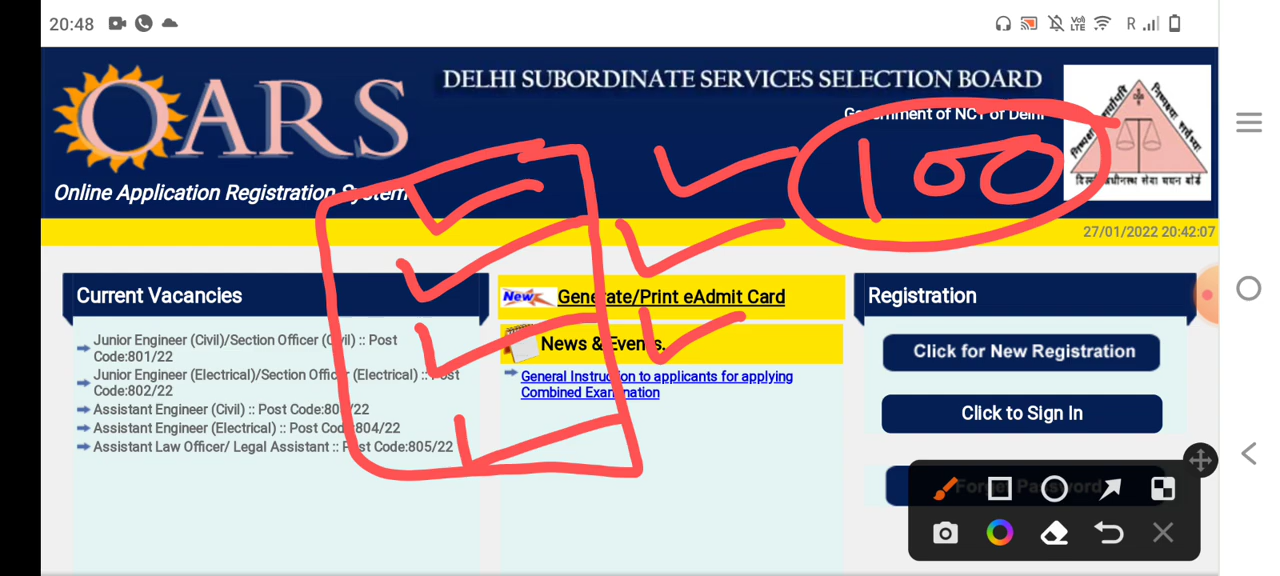 20:48
Vo) LTE R
OARS
DELHI SUBORDINATE SERVICES SELECTION BOARD
Government of NCT of Delhi
Online Application Registration System
100
27/01/2022 20:42:07
Current Vacancies
Junior Engineer (Civil)/Section Officer (Civil) :: Post
Code:801/22
Junior Engineer (Electrical)/Section Officer (Electrical) :: Post
Code:802/22
Assistant Engineer (Civil) :: Post Code:803/22
Assistant Engineer (Electrical) :: Post Code:804/22
Assistant Law Officer/ Legal Assistant :: Post Code:805/22
New
Generate/Print eAdmit Card
News & Events.
General Instruction to applicants for applying
Combined Examination
Registration
Click for New Registration
Click to Sign In
Forget Password